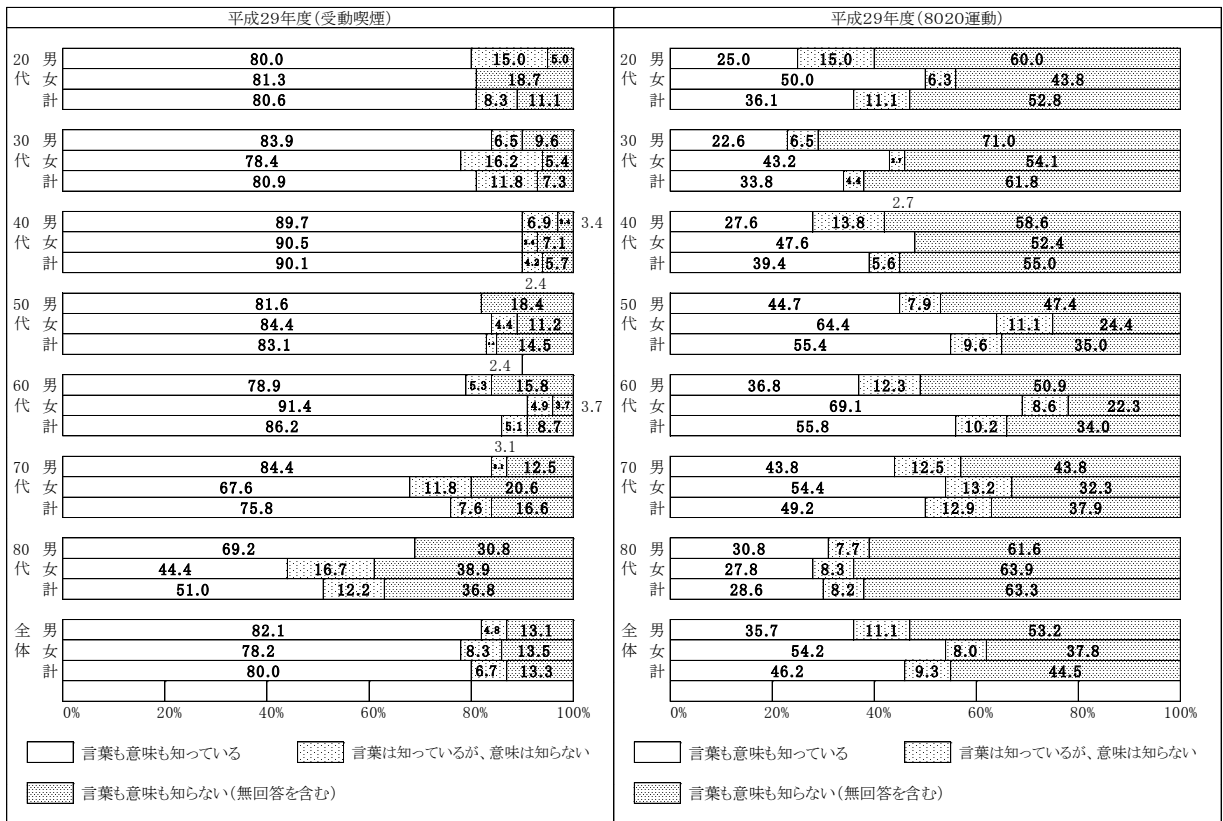 平成29年度(受動喫煙)
20 男 80.0 15.0 5.0
代 女 81.3 18.7
計 80.6 8.3 11.1
30 男 83.9 6.5 9.6
代 女 78.4 16.2 5.4
計 80.9 11.8 7.3
40 男 89.7 6.9 3.4 3.4
代 女 90.5 2.4 7.1
計 90.1 4.2 5.7
2.4
50 男 81.6 18.4
代 女 84.4 4.4 11.2
計 83.1 14.5
2.4
60 男 78.9 5.3 15.8
代 女 91.4 4.9 3.7 3.7
計 86.2 5.1 8.7
3.1
70 男 84.4 3.1 12.5
代 女 67.6 11.8 20.6
計 75.8 7.6 16.6
80 男 69.2 30.8
代 女 44.4 16.7 38.9
計 51.0 12.2 36.8
全 男 82.1 4.8 13.1
体 女 78.2 8.3 13.5
計 80.0 6.7 13.3
0% 20% 40% 60% 80% 100%
言葉も意味も知っている 言葉は知っているが、意味は知らない
言葉も意味も知らない(無回答を含む)
平成29年度(8020運動)
20 男 25.0 15.0 60.0
代 女 50.0 6.3 43.8
計 36.1 11.1 52.8
30 男 22.6 6.5 71.0
代 女 43.2 2.7 54.1
計 33.8 4.4 61.8
2.7
40 男 27.6 13.8 58.6
代 女 47.6 52.4
計 39.4 5.6 55.0
50 男 44.7 7.9 47.4
代 女 64.4 11.1 24.4
計 55.4 9.6 35.0
60 男 36.8 12.3 50.9
代 女 69.1 8.6 22.3
計 55.8 10.2 34.0
70 男 43.8 12.5 43.8
代 女 54.4 13.2 32.3
計 49.2 12.9 37.9
80 男 30.8 7.7 61.6
代 女 27.8 8.3 63.9
計 28.6 8.2 63.3
全 男 35.7 11.1 53.2
体 女 54.2 8.0 37.8
計 46.2 9.3 44.5
0% 20% 40% 60% 80% 100%
言葉も意味も知っている 言葉は知っているが、意味は知らない
言葉も意味も知らない(無回答を含む)